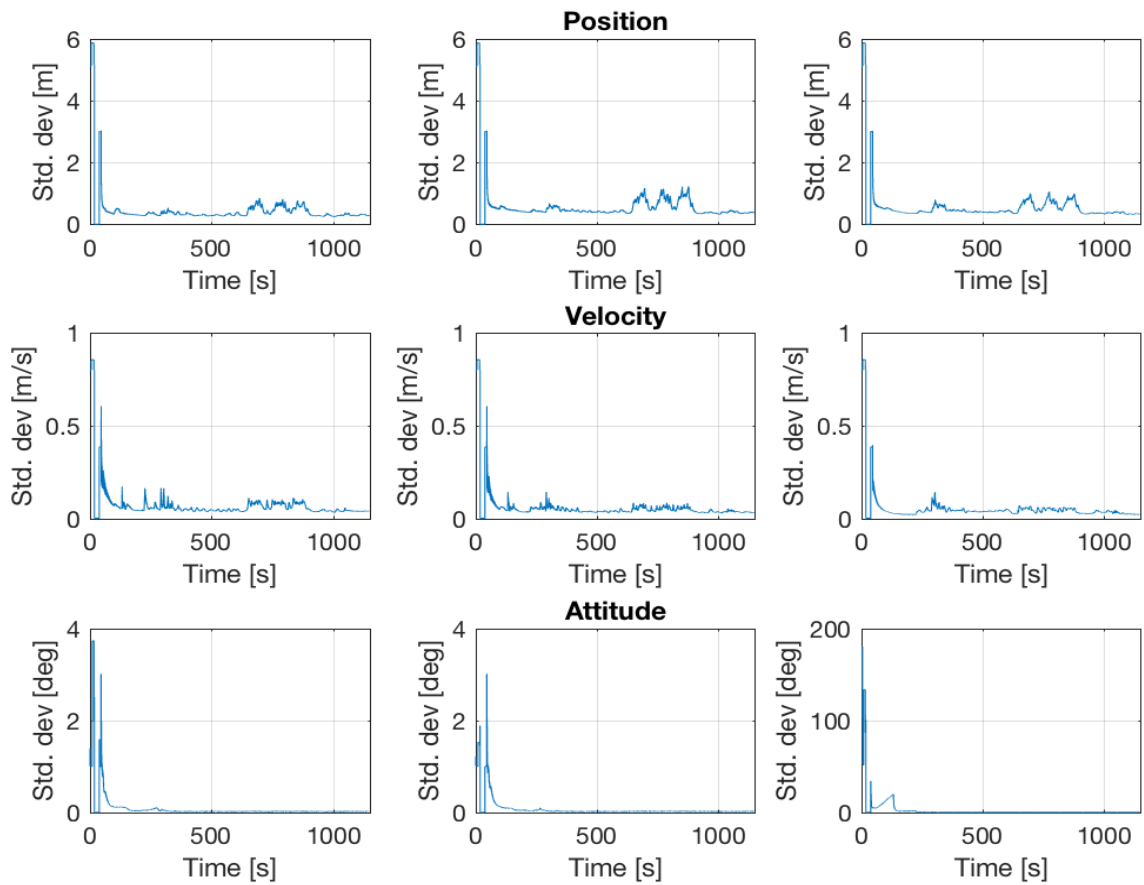 Position
6
4
2
0
Std. dev [m]
0 500 1000
Time [s]
6
4
2
0
Std. dev [m]
0 500 1000
Time [s]
6
4
2
0
Std. dev [m]
0 500 1000
Time [s]
Velocity
1
0.5
0
Std. dev [m/s]
0 500 1000
Time [s]
1
0.5
0
Std. dev [m/s]
0 500 1000
Time [s]
1
0.5
0
Std. dev [m/s]
0 500 1000
Time [s]
Attitude
4
2
0
Std. dev [deg]
0 500 1000
Time [s]
4
2
0
Std. dev [deg]
0 500 1000
Time [s]
200
100
0
Std. dev [deg]
0 500 1000
Time [s]